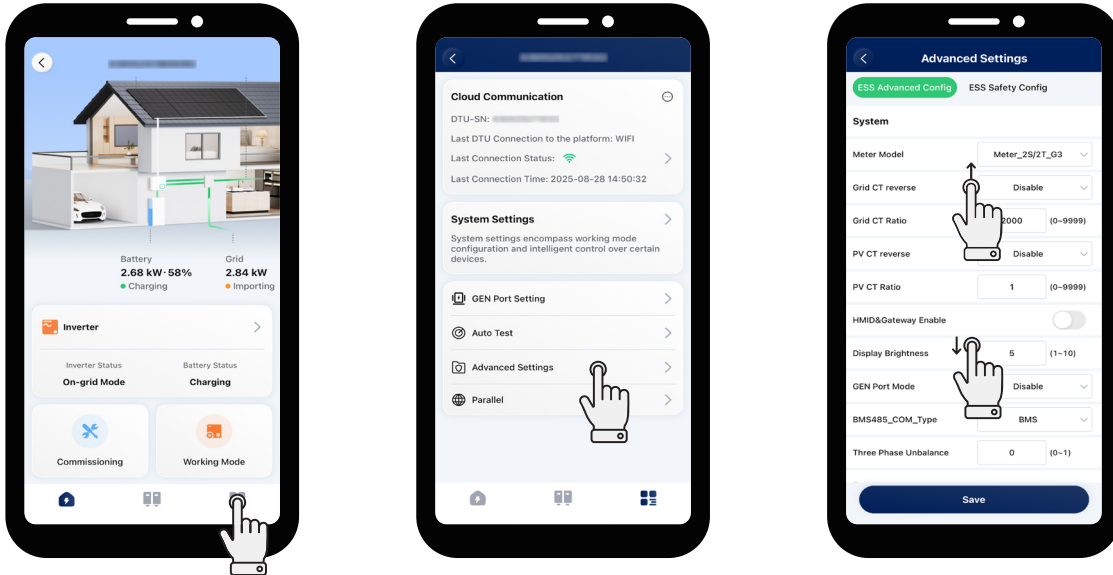 Battery
Grid
2.68 kW·58%
2.84 kW
Charging
Importing
Inverter
Inverter Status
Battery Status
On-grid Mode
Charging
Commissioning
Working Mode
Cloud Communication
DTU-SN:
Last DTU Connection to the platform: WIFI
Last Connection Status:
Last Connection Time: 2025-08-28 14:50:32
System Settings
System settings encompass working mode
configuration and intelligent control over certain
devices.
GEN Port Setting
Auto Test
Advanced Settings
Parallel
Advanced Settings
ESS Advanced Config
ESS Safety Config
System
Meter Model
Meter_2S/2T_G3
Grid CT reverse
Disable
Grid CT Ratio
2000
(0~9999)
PV CT reverse
Disable
PV CT Ratio
1
(0~9999)
HMID&Gateway Enable
Display Brightness
5
(1~10)
GEN Port Mode
Disable
BMS485_COM_Type
BMS
Three Phase Unbalance
0
(0~1)
Save